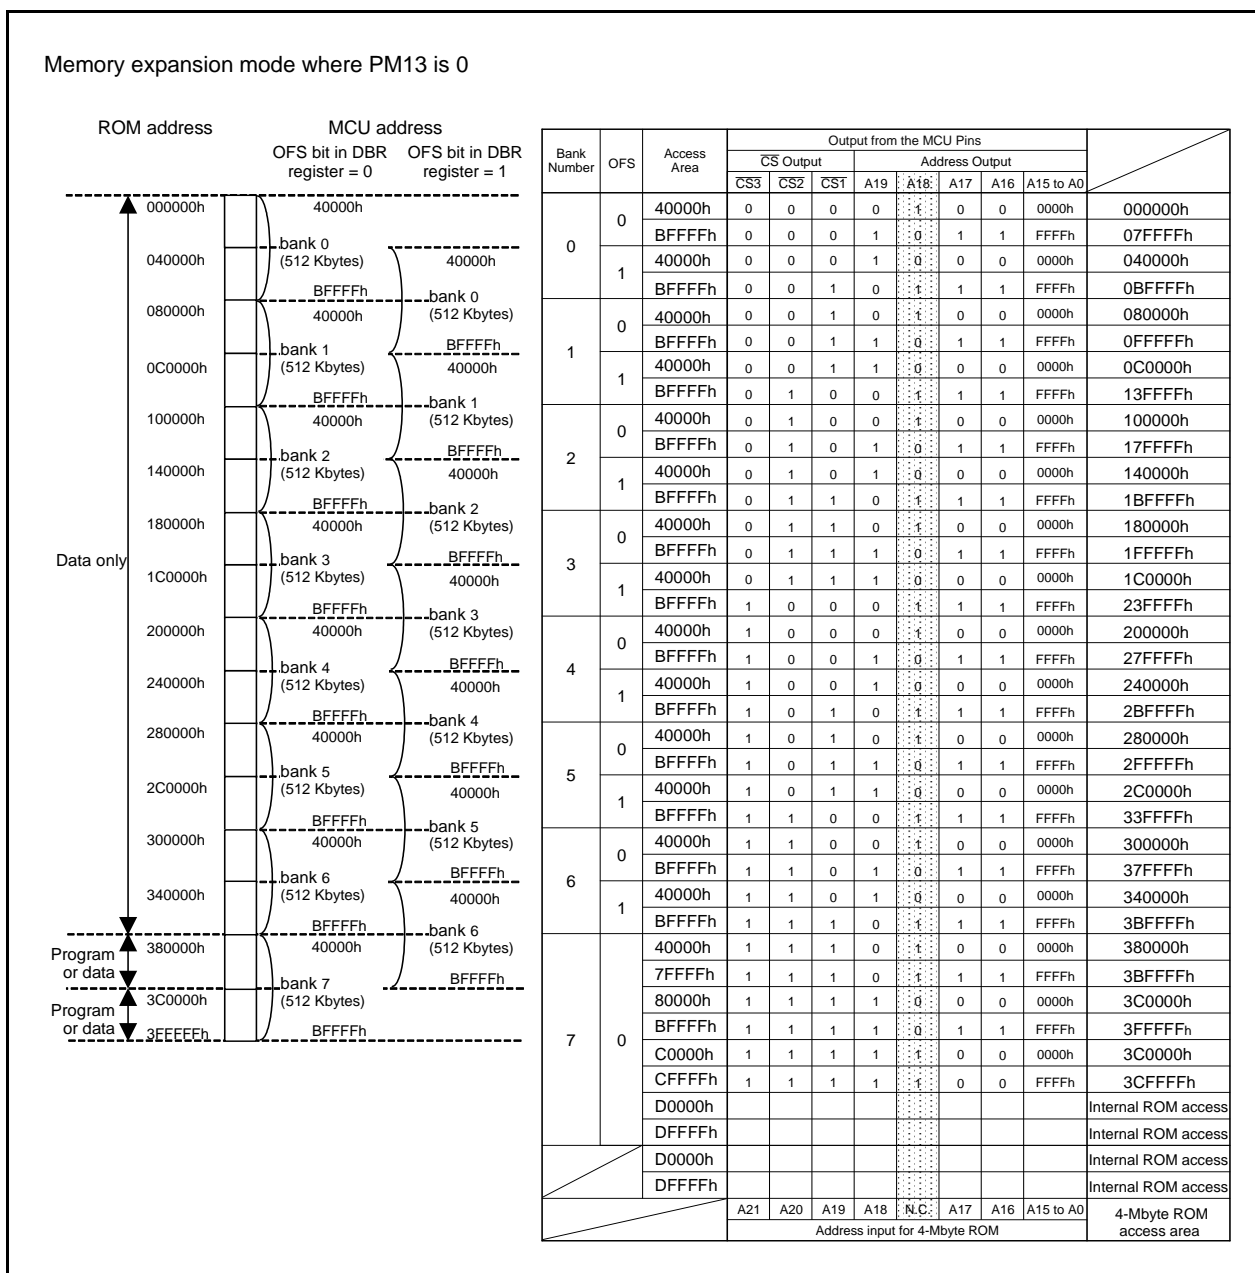 Memory expansion mode where PM13 is 0
ROM address
MCU address
OFS bit in DBR register = 0
OFS bit in DBR register = 1
000000h 40000h
bank 0
040000h (512 Kbytes) 40000h
BFFFFh bank 0
080000h 40000h (512 Kbytes)
bank 1 BFFFFh
0C0000h (512 Kbytes) 40000h
BFFFFh bank 1
100000h 40000h (512 Kbytes)
bank 2 BFFFFh
140000h (512 Kbytes) 40000h
BFFFFh bank 2
180000h 40000h (512 Kbytes)
Data only
bank 3 BFFFFh
1C0000h (512 Kbytes) 40000h
BFFFFh bank 3
200000h 40000h (512 Kbytes)
bank 4 BFFFFh
240000h (512 Kbytes) 40000h
BFFFFh bank 4
280000h 40000h (512 Kbytes)
bank 5 BFFFFh
2C0000h (512 Kbytes) 40000h
BFFFFh bank 5
300000h 40000h (512 Kbytes)
bank 6 BFFFFh
340000h (512 Kbytes) 40000h
BFFFFh bank 6
Program or data
380000h 40000h (512 Kbytes)
bank 7 BFFFFh
Program or data
3C0000h (512 Kbytes)
3FFFFFh BFFFFh
Bank Number OFS Access Area Output from the MCU Pins
CS Output Address Output
CS3 CS2 CS1 A19 A18 A17 A16 A15 to A0
0 0 40000h 0 0 0 0 1 0 0 0000h 000000h
BFFFFh 0 0 0 1 0 1 1 FFFFh 07FFFFh
1 40000h 0 0 0 1 0 0 0 0000h 040000h
BFFFFh 0 0 1 0 1 1 1 FFFFh 0BFFFFh
1 0 40000h 0 0 1 0 1 0 0 0000h 080000h
BFFFFh 0 0 1 1 0 1 1 FFFFh 0FFFFFh
1 40000h 0 0 1 1 0 0 0 0000h 0C0000h
BFFFFh 0 1 0 0 1 1 1 FFFFh 13FFFFh
2 0 40000h 0 1 0 0 1 0 0 0000h 100000h
BFFFFh 0 1 0 1 0 1 1 FFFFh 17FFFFh
1 40000h 0 1 0 1 0 0 0 0000h 140000h
BFFFFh 0 1 1 0 1 1 1 FFFFh 1BFFFFh
3 0 40000h 0 1 1 0 1 0 0 0000h 180000h
BFFFFh 0 1 1 1 0 1 1 FFFFh 1FFFFFh
1 40000h 0 1 1 1 0 0 0 0000h 1C0000h
BFFFFh 1 0 0 0 1 1 1 FFFFh 23FFFFh
4 0 40000h 1 0 0 0 1 0 0 0000h 200000h
BFFFFh 1 0 0 1 0 1 1 FFFFh 27FFFFh
1 40000h 1 0 0 1 0 0 0 0000h 240000h
BFFFFh 1 0 1 0 1 1 1 FFFFh 2BFFFFh
5 0 40000h 1 0 1 0 1 0 0 0000h 280000h
BFFFFh 1 0 1 1 0 1 1 FFFFh 2FFFFFh
1 40000h 1 0 1 1 0 0 0 0000h 2C0000h
BFFFFh 1 1 0 0 1 1 1 FFFFh 33FFFFh
6 0 40000h 1 1 0 0 1 0 0 0000h 300000h
BFFFFh 1 1 0 1 0 1 1 FFFFh 37FFFFh
1 40000h 1 1 0 1 0 0 0 0000h 340000h
BFFFFh 1 1 1 0 1 1 1 FFFFh 3BFFFFh
7 0 40000h 1 1 1 0 1 0 0 0000h 380000h
7FFFFh 1 1 1 0 1 1 1 FFFFh 3BFFFFh
80000h 1 1 1 1 0 0 0 0000h 3C0000h
BFFFFh 1 1 1 1 0 1 1 FFFFh 3FFFFFh
C0000h 1 1 1 1 1 0 0 0000h 3C0000h
CFFFFh 1 1 1 1 1 0 0 FFFFh 3CFFFFh
D0000h Internal ROM access
DFFFFh Internal ROM access
D0000h Internal ROM access
DFFFFh Internal ROM access
A21 A20 A19 A18 N.C. A17 A16 A15 to A0 4-Mbyte ROM access area
Address input for 4-Mbyte ROM